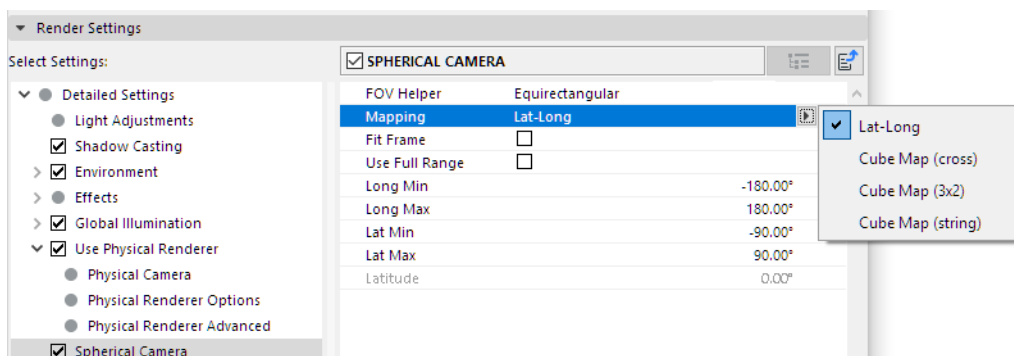 Render Settings
Select Settings:
SPHERICAL CAMERA
Detailed Settings
Light Adjustments
Shadow Casting
Environment
Effects
Global Illumination
Use Physical Renderer
Physical Camera
Physical Renderer Options
Physical Renderer Advanced
Spherical Camera
FOV Helper Equirectangular
Mapping Lat-Long
Fit Frame
Use Full Range
Long Min -180.00°
Long Max 180.00°
Lat Min -90.00°
Lat Max 90.00°
Latitude 0.00°
Lat-Long
Cube Map (cross)
Cube Map (3x2)
Cube Map (string)